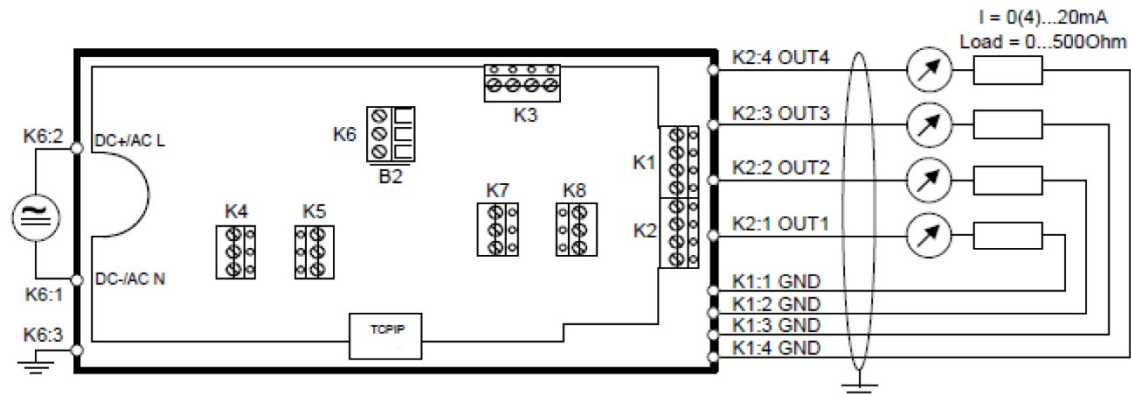 I = 0(4)...20mA
Load = 0...500Ohm
K2:4 OUT4
K3
K2:3 OUT3
K6:2
DC+/AC L
K6
B2
K1
K2:2 OUT2
K4
K5
K7
K8
K2
K2:1 OUT1
K6:1
DC-/AC N
K1:1 GND
K1:2 GND
K6:3
TCPIP
K1:3 GND
K1:4 GND